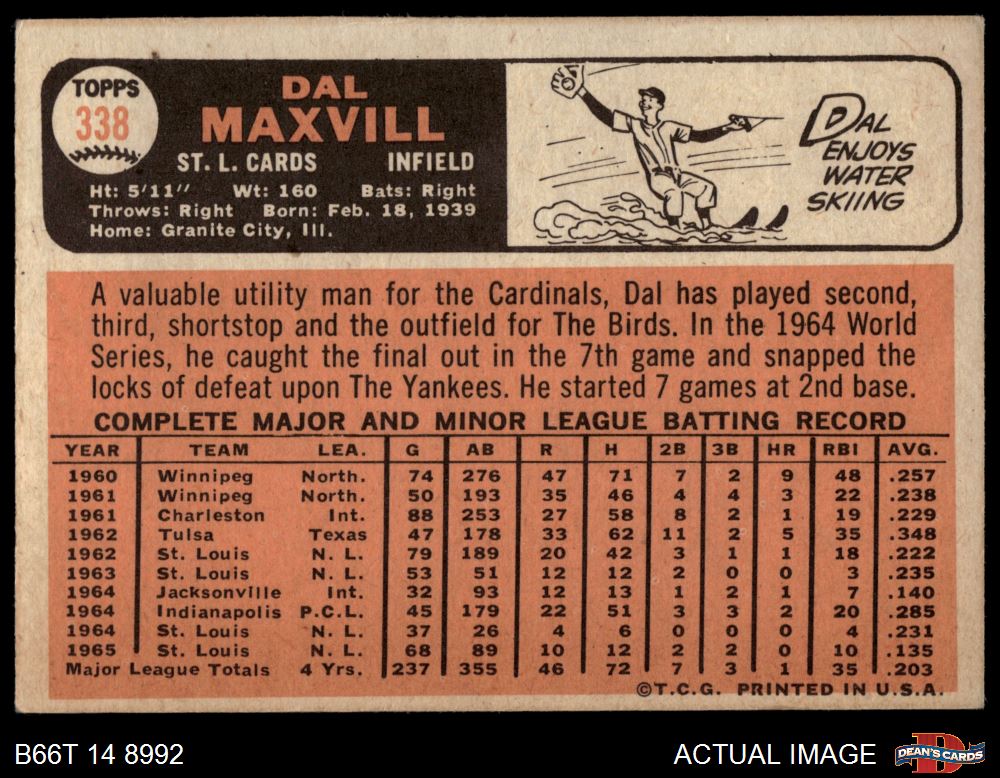 TOPPS
338
DAL
MAXVILL
ST. L. CARDS INFIELD
Ht: 5'11" Wt: 160 Bats: Right
Throws: Right Born: Feb. 18, 1939
Home: Granite City, Ill.
DAL
ENJOYS
WATER
SKIING
A valuable utility man for the Cardinals, Dal has played second,
third, shortstop and the outfield for The Birds. In the 1964 World
Series, he caught the final out in the 7th game and snapped the
locks of defeat upon The Yankees. He started 7 games at 2nd base.
COMPLETE MAJOR AND MINOR LEAGUE BATTING RECORD
YEAR TEAM LEA. G AB R H 2B 3B HR RBI AVG.
1960 Winnipeg North. 74 276 47 71 7 2 9 48 .257
1961 Winnipeg North. 50 193 35 46 4 4 3 22 .238
1961 Charleston Int. 88 253 27 58 8 2 1 19 .229
1962 Tulsa Texas 47 178 33 62 11 2 5 35 .348
1962 St. Louis N. L. 79 189 20 42 3 1 1 18 .222
1963 St. Louis N. L. 53 51 12 12 2 0 0 3 .235
1964 Jacksonville Int. 32 93 12 13 1 2 1 7 .140
1964 Indianapolis P.C.L. 45 179 22 51 3 3 2 20 .285
1964 St. Louis N. L. 37 26 4 6 0 0 0 4 .231
1965 St. Louis N. L. 68 89 10 12 2 2 0 10 .135
Major League Totals 4 Yrs. 237 355 46 72 7 3 1 35 .203
©T.C.G. PRINTED IN U.S.A.
B66T 14 8992
ACTUAL IMAGE
D
DEAN'S CARDS